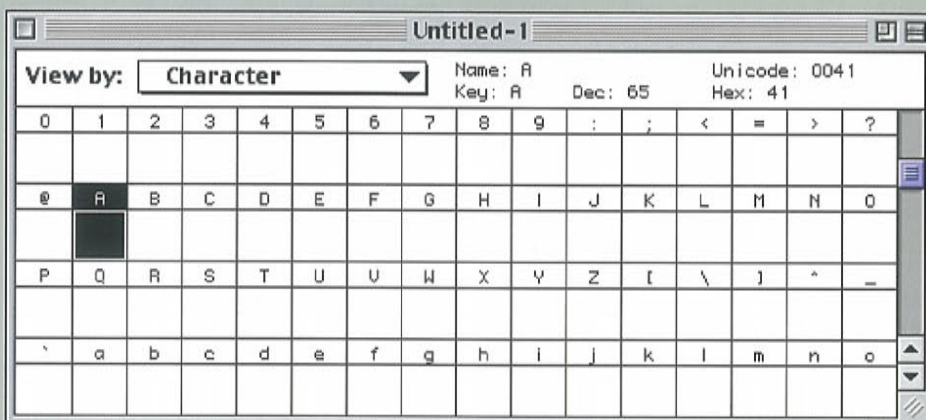 Untitled-1
View by: Character Name: A Unicode: 0041
Key: A Dec: 65 Hex: 41
0 1 2 3 4 5 6 7 8 9 : ; < = > ?
@ A B C D E F G H I J K L M N O
P Q R S T U V W X Y Z [ \ ] ^ _
` a b c d e f g h i j k l m n o